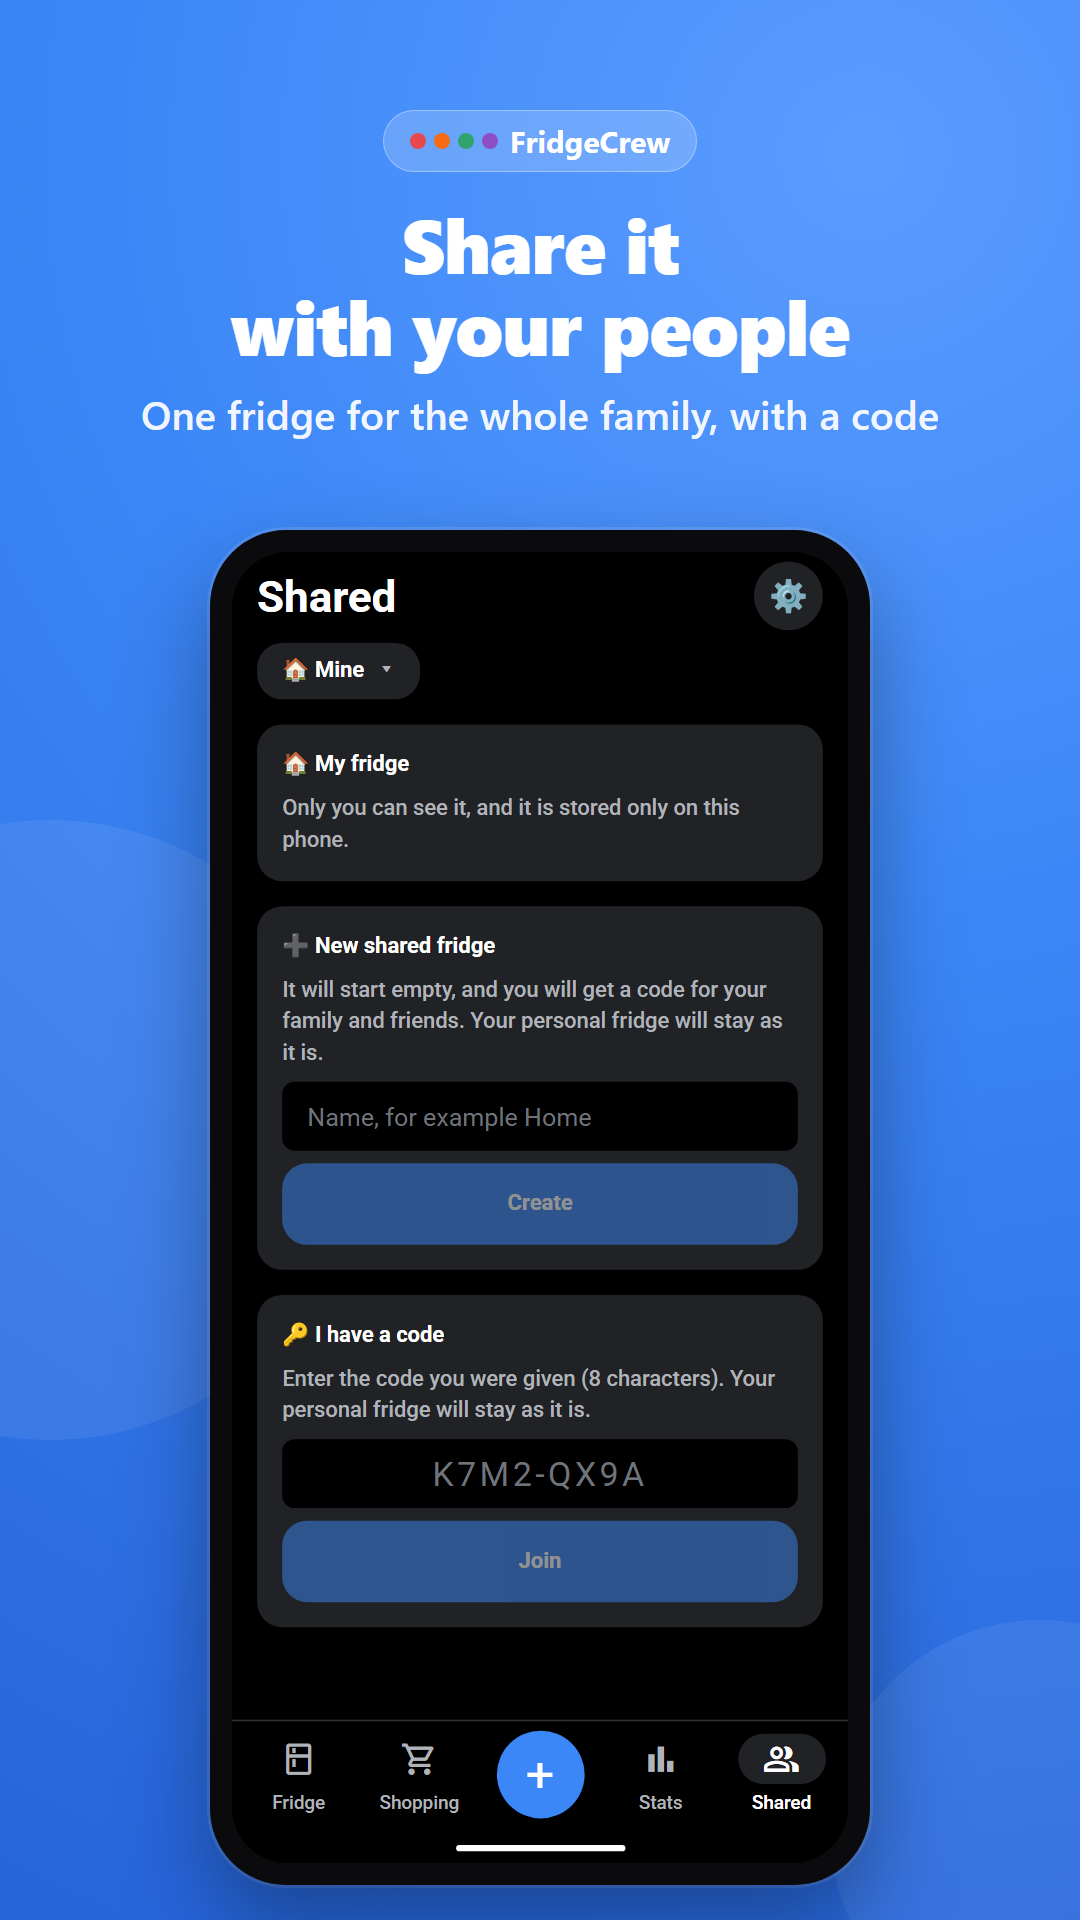 FridgeCrew
Share it
with your people
One fridge for the whole family, with a code
Shared
Mine
My fridge
Only you can see it, and it is stored only on this
phone.
New shared fridge
It will start empty, and you will get a code for your
family and friends. Your personal fridge will stay as
it is.
Name, for example Home
Create
I have a code
Enter the code you were given (8 characters). Your
personal fridge will stay as it is.
K7M2-QX9A
Join
Fridge
Shopping
Stats
Shared